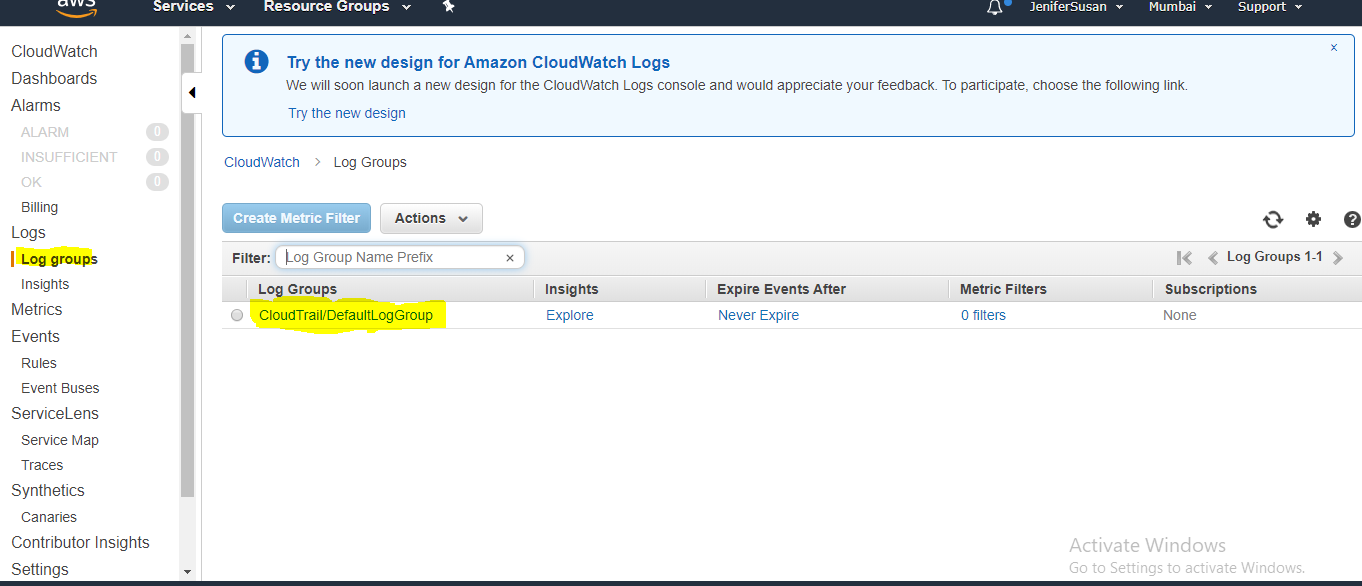 aws Services Resource Groups JeniferSusan Mumbai Support
CloudWatch
Dashboards
Alarms
ALARM 0
INSUFFICIENT 0
OK 0
Billing
Logs
Log groups
Insights
Metrics
Events
Rules
Event Buses
ServiceLens
Service Map
Traces
Synthetics
Canaries
Contributor Insights
Settings
Try the new design for Amazon CloudWatch Logs x
We will soon launch a new design for the CloudWatch Logs console and would appreciate your feedback. To participate, choose the following link.
Try the new design
CloudWatch > Log Groups
Create Metric Filter Actions
Filter: Log Group Name Prefix × Log Groups 1-1
Log Groups Insights Expire Events After Metric Filters Subscriptions
CloudTrail/DefaultLogGroup Explore Never Expire 0 filters None
Activate Windows
Go to Settings to activate Windows.